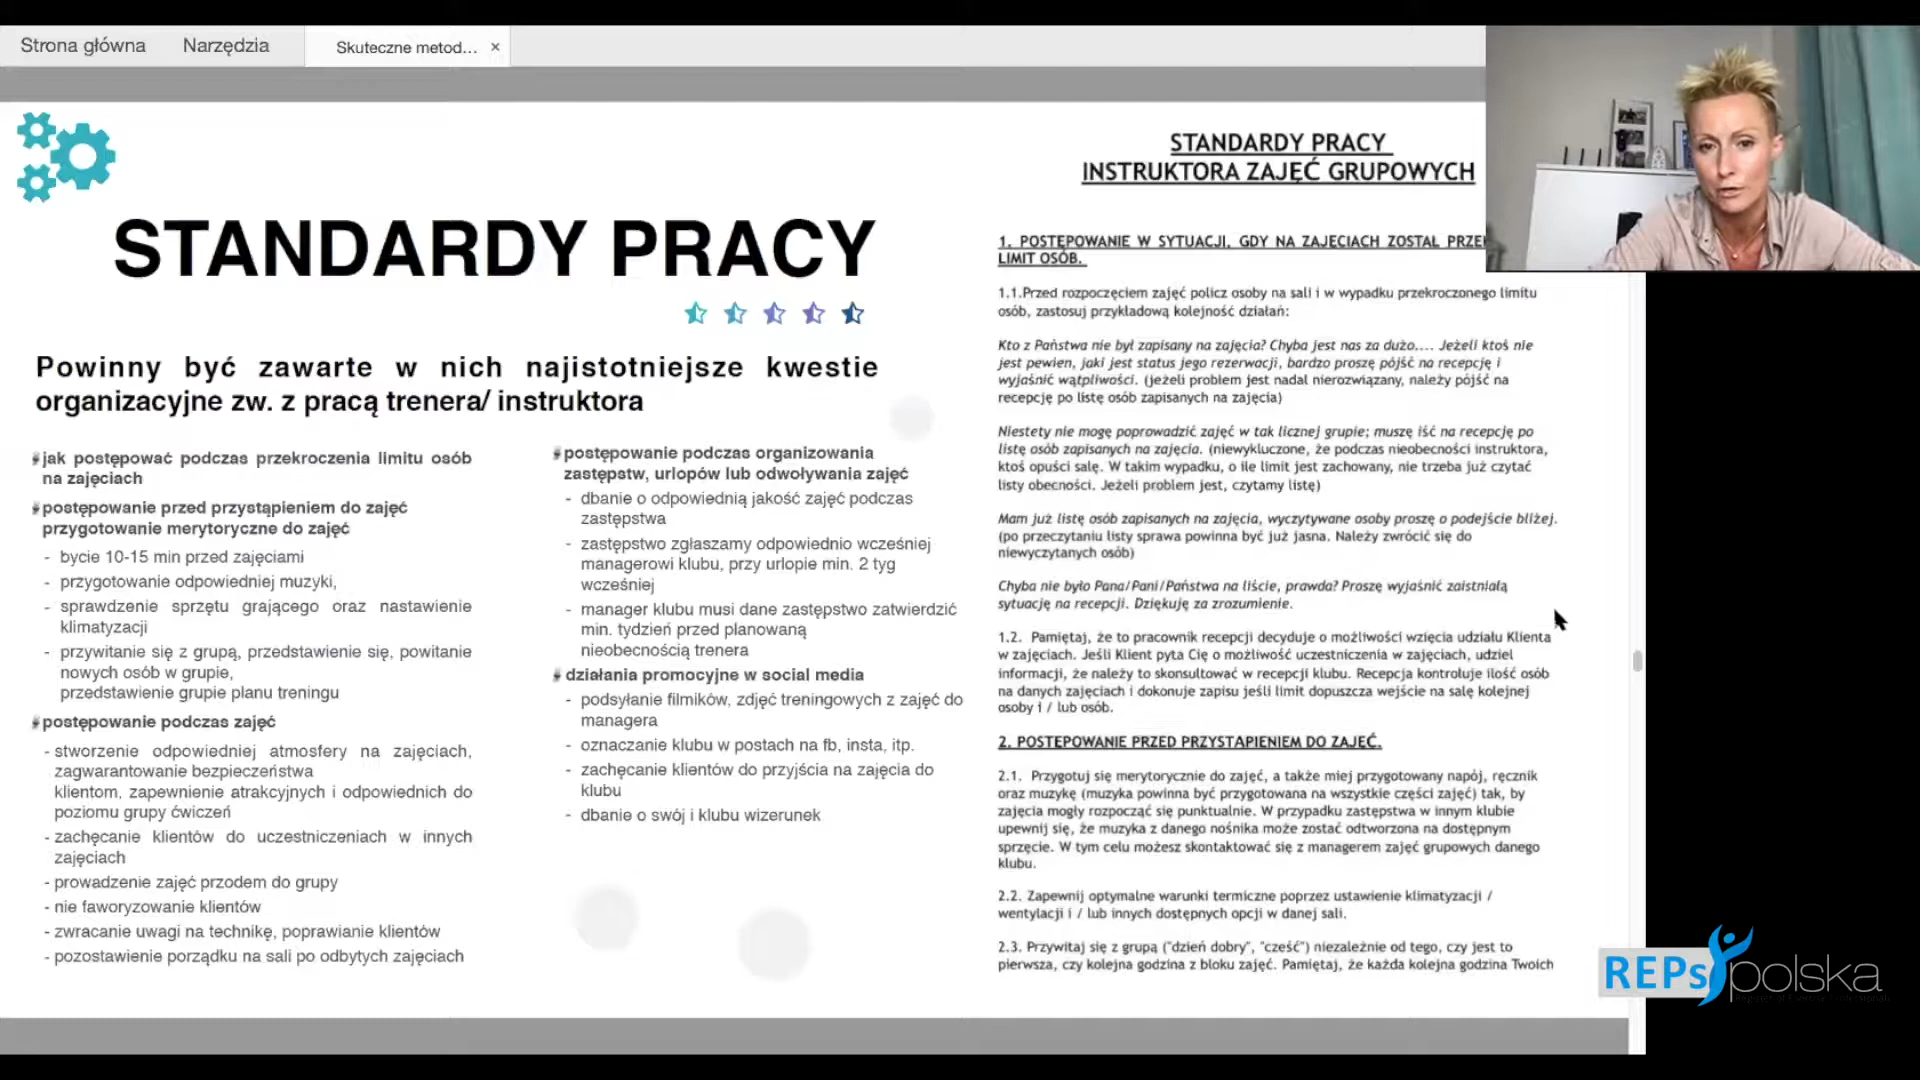 Strona główna
Narzędzia
Skuteczne metod... ×
STANDARDY PRACY
Powinny być zawarte w nich najistotniejsze kwestie
organizacyjne zw. z pracą trenera/ instruktora
jak postępować podczas przekroczenia limitu osób
na zajęciach
postępowanie przed przystąpieniem do zajęć
przygotowanie merytoryczne do zajęć
- bycie 10-15 min przed zajęciami
- przygotowanie odpowiedniej muzyki,
- sprawdzenie sprzętu grającego oraz nastawienie
klimatyzacji
- przywitanie się z grupą, przedstawienie się, powitanie
nowych osób w grupie,
przedstawienie grupie planu treningu
postępowanie podczas zajęć
- stworzenie odpowiedniej atmosfery na zajęciach,
zagwarantowanie bezpieczeństwa
klientom, zapewnienie atrakcyjnych i odpowiednich do
poziomu grupy ćwiczeń
- zachęcanie klientów do uczestniczeniach w innych
zajęciach
- prowadzenie zajęć przodem do grupy
- nie faworyzowanie klientów
- zwracanie uwagi na technikę, poprawianie klientów
- pozostawienie porządku na sali po odbytych zajęciach
postępowanie podczas organizowania
zastępstw, urlopów lub odwoływania zajęć
- dbanie o odpowiednią jakość zajęć podczas
zastępstwa
- zastępstwo zgłaszamy odpowiednio wcześniej
managerowi klubu, przy urlopie min. 2 tyg
wcześniej
- manager klubu musi dane zastępstwo zatwierdzić
min. tydzień przed planowaną
nieobecnością trenera
działania promocyjne w social media
- podsyłanie filmików, zdjęć treningowych z zajęć do
managera
- oznaczanie klubu w postach na fb, insta, itp.
- zachęcanie klientów do przyjścia na zajęcia do
klubu
- dbanie o swój i klubu wizerunek
STANDARDY PRACY
INSTRUKTORA ZAJĘĆ GRUPOWYCH
1. POSTĘPOWANIE W SYTUACJI, GDY NA ZAJĘCIACH ZOSTAŁ
LIMIT OSÓB.
1.1.Przed rozpoczęciem zajęć policz osoby na sali i w wypadku przekroczonego limitu
osób, zastosuj przykładową kolejność działań:
Kto z Państwa nie był zapisany na zajęcia? Chyba jest nas za dużo.... Jeżeli ktoś nie
jest pewien, jaki jest status jego rezerwacji, bardzo proszę pójść na recepcję i
wyjaśnić wątpliwości. (jeżeli problem jest nadal nierozwiązany, należy pójść na
recepcję po listę osób zapisanych na zajęcia)
Niestety nie mogę poprowadzić zajęć w tak licznej grupie; muszę iść na recepcję po
listę osób zapisanych na zajęcia. (niewykluczone, że podczas nieobecności instruktora,
ktoś opuści salę. W takim wypadku, o ile limit jest zachowany, nie trzeba już czytać
listy obecności. Jeżeli problem jest, czytamy listę)
Mam już listę osób zapisanych na zajęcia, wyczytywane osoby proszę o podejście bliżej.
(po przeczytaniu listy sprawa powinna być już jasna. Należy zwrócić się do
niewyczytanych osób)
Chyba nie było Pana/Pani/Państwa na liście, prawda? Proszę wyjaśnić zaistniałą
sytuację na recepcji. Dziękuję za zrozumienie.
1.2. Pamiętaj, że to pracownik recepcji decyduje o możliwości wzięcia udziału Klienta
w zajęciach. Jeśli Klient pyta Cię o możliwość uczestniczenia w zajęciach, udziel
informacji, że należy to skonsultować w recepcji klubu. Recepcja kontroluje ilość osób
na danych zajęciach i dokonuje zapisu jeśli limit dopuszcza wejście na salę kolejnej
osoby i / lub osób.
2. POSTĘPOWANIE PRZED PRZYSTĄPIENIEM DO ZAJĘĆ.
2.1. Przygotuj się merytorycznie do zajęć, a także miej przygotowany napój, ręcznik
oraz muzykę (muzyka powinna być przygotowana na wszystkie części zajęć) tak, by
zajęcia mogły rozpocząć się punktualnie. W przypadku zastępstwa w innym klubie
upewnij się, że muzyka z danego nośnika może zostać odtworzona na dostępnym
sprzęcie. W tym celu możesz skontaktować się z managerem zajęć grupowych danego
klubu.
2.2. Zapewnij optymalne warunki termiczne poprzez ustawienie klimatyzacji /
wentylacji i / lub innych dostępnych opcji w danej sali.
2.3. Przywitaj się z grupą ("dzień dobry", "cześć") niezależnie od tego, czy jest to
pierwsza, czy kolejna godzina z bloku zajęć. Pamiętaj, że każda kolejna godzina Twoich
REPs polska